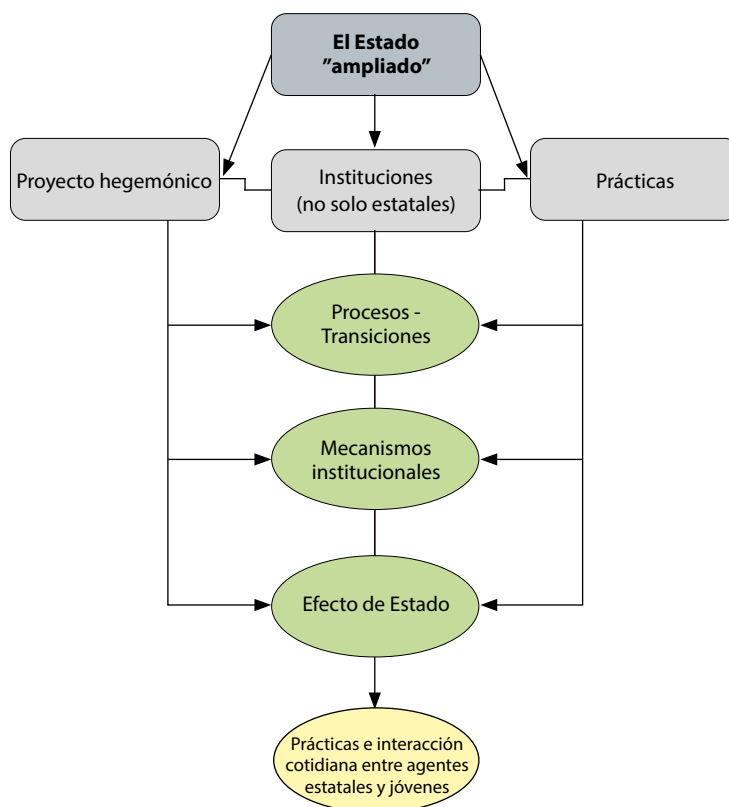 El Estado
"ampliado"
Proyecto hegemónico
Instituciones
(no solo estatales)
Prácticas
Procesos -
Transiciones
Mecanismos
institucionales
Efecto de Estado
Prácticas e interacción
cotidiana entre agentes
estatales y jóvenes